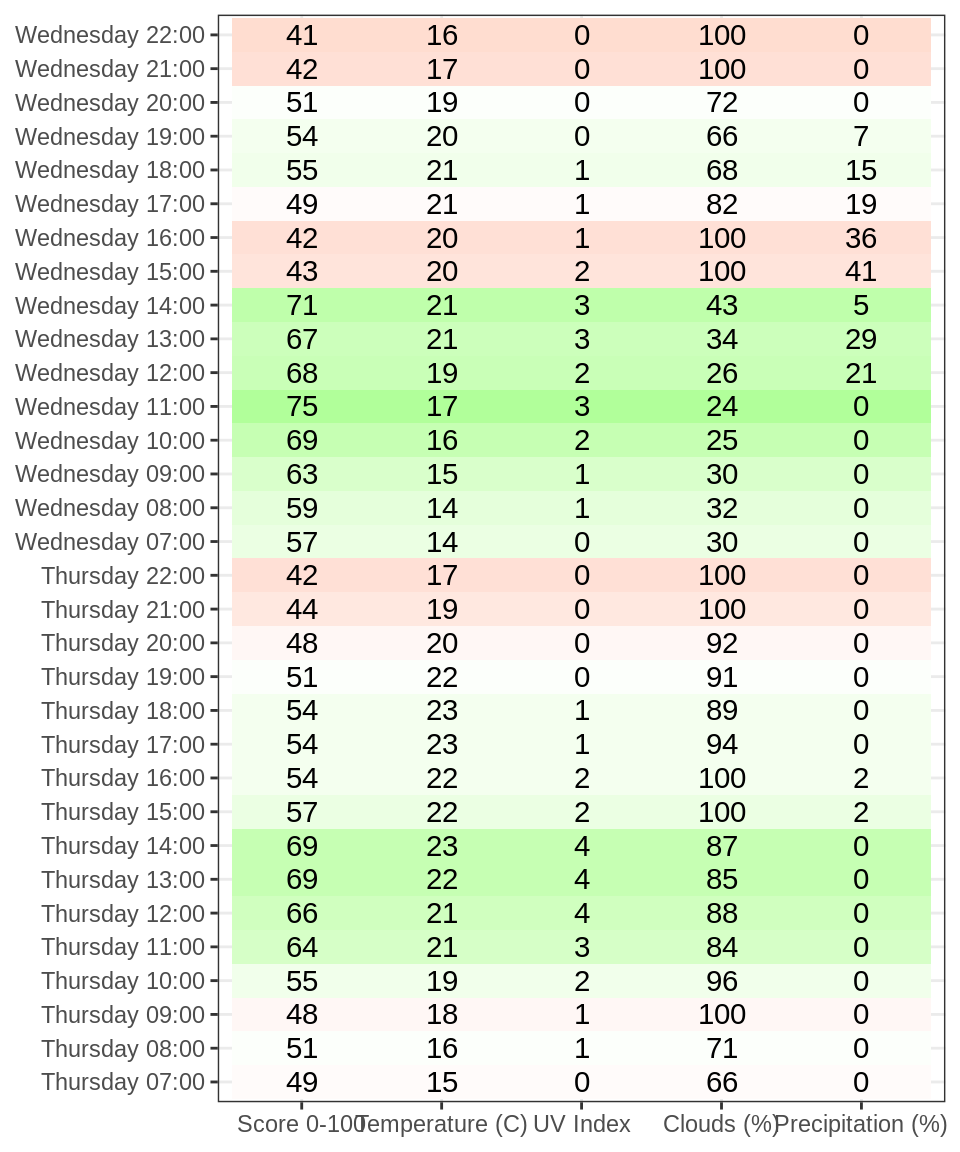 Wednesday 22:00 41 16 0 100 0
Wednesday 21:00 42 17 0 100 0
Wednesday 20:00 51 19 0 72 0
Wednesday 19:00 54 20 0 66 7
Wednesday 18:00 55 21 1 68 15
Wednesday 17:00 49 21 1 82 19
Wednesday 16:00 42 20 1 100 36
Wednesday 15:00 43 20 2 100 41
Wednesday 14:00 71 21 3 43 5
Wednesday 13:00 67 21 3 34 29
Wednesday 12:00 68 19 2 26 21
Wednesday 11:00 75 17 3 24 0
Wednesday 10:00 69 16 2 25 0
Wednesday 09:00 63 15 1 30 0
Wednesday 08:00 59 14 1 32 0
Wednesday 07:00 57 14 0 30 0
Thursday 22:00 42 17 0 100 0
Thursday 21:00 44 19 0 100 0
Thursday 20:00 48 20 0 92 0
Thursday 19:00 51 22 0 91 0
Thursday 18:00 54 23 1 89 0
Thursday 17:00 54 23 1 94 0
Thursday 16:00 54 22 2 100 2
Thursday 15:00 57 22 2 100 2
Thursday 14:00 69 23 4 87 0
Thursday 13:00 69 22 4 85 0
Thursday 12:00 66 21 4 88 0
Thursday 11:00 64 21 3 84 0
Thursday 10:00 55 19 2 96 0
Thursday 09:00 48 18 1 100 0
Thursday 08:00 51 16 1 71 0
Thursday 07:00 49 15 0 66 0
Score 0-100 Temperature (C) UV Index Clouds (%) Precipitation (%)